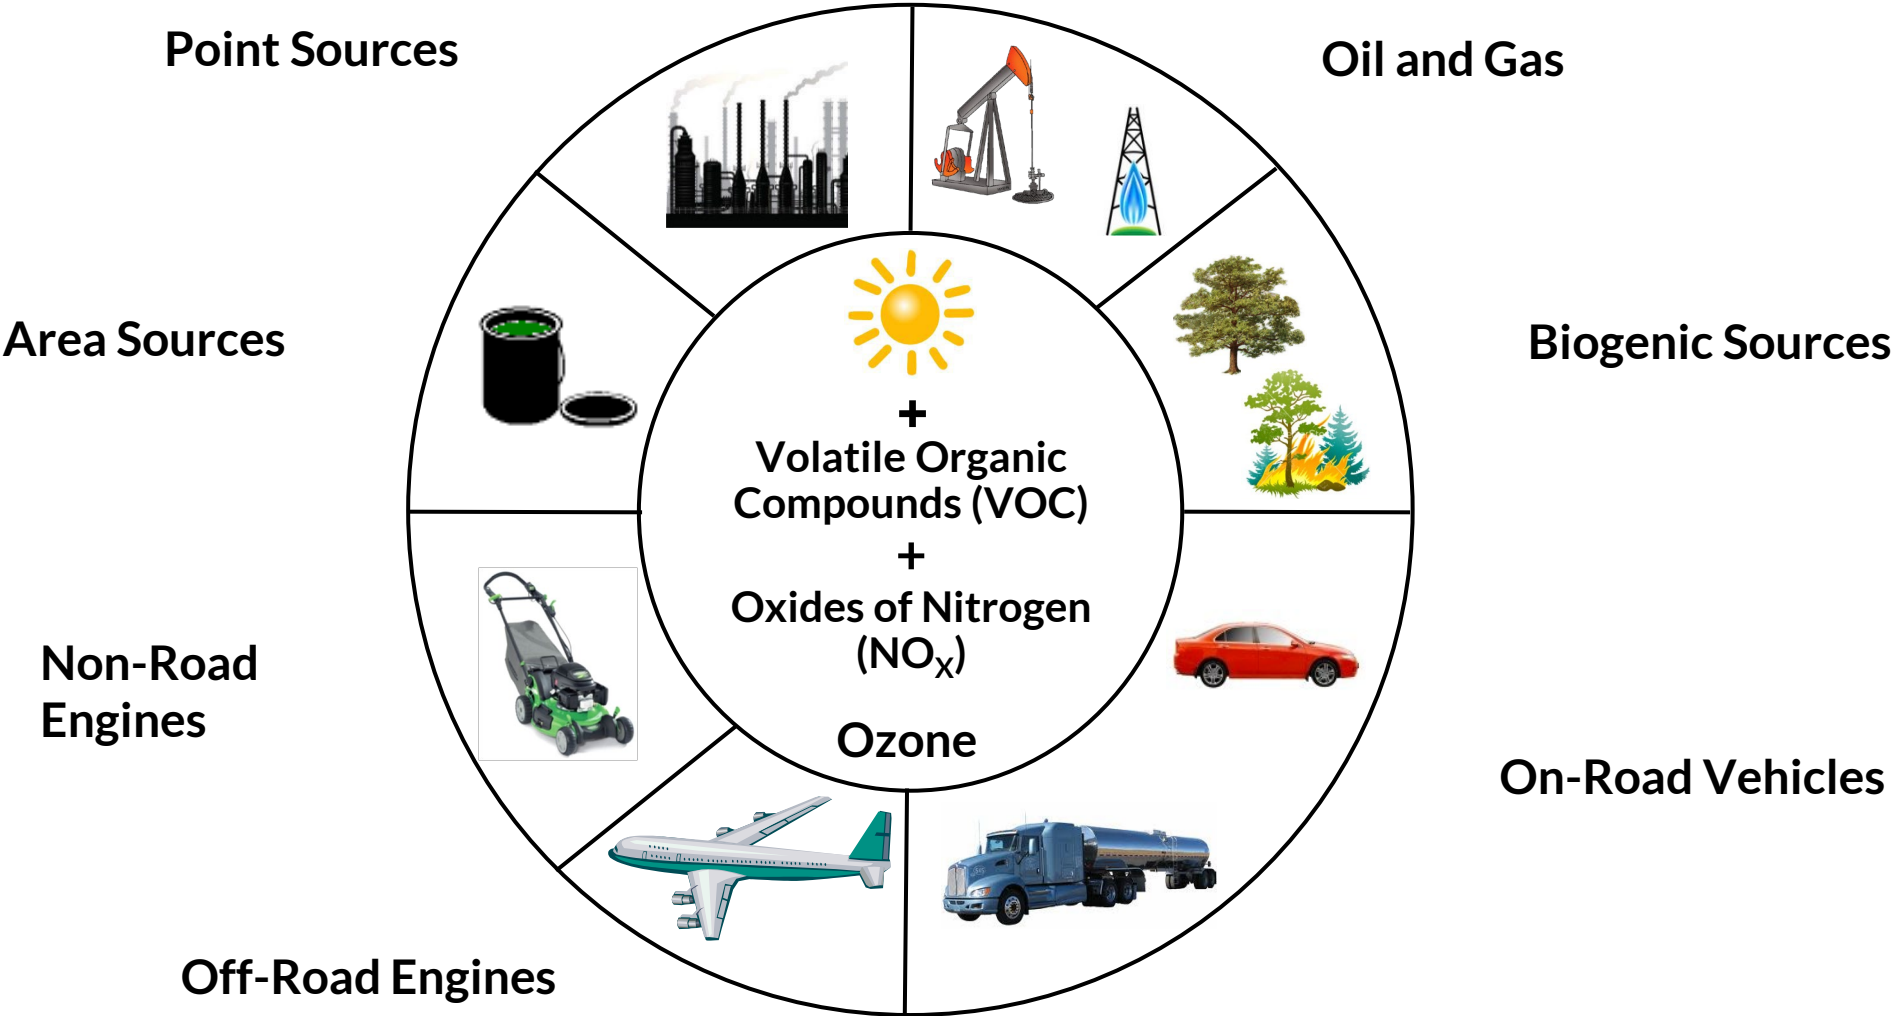 Point Sources
Oil and Gas
Area Sources
Biogenic Sources
+
Volatile Organic
Compounds (VOC)
+
Oxides of Nitrogen
(NOX)
Ozone
Non-Road
Engines
On-Road Vehicles
Off-Road Engines